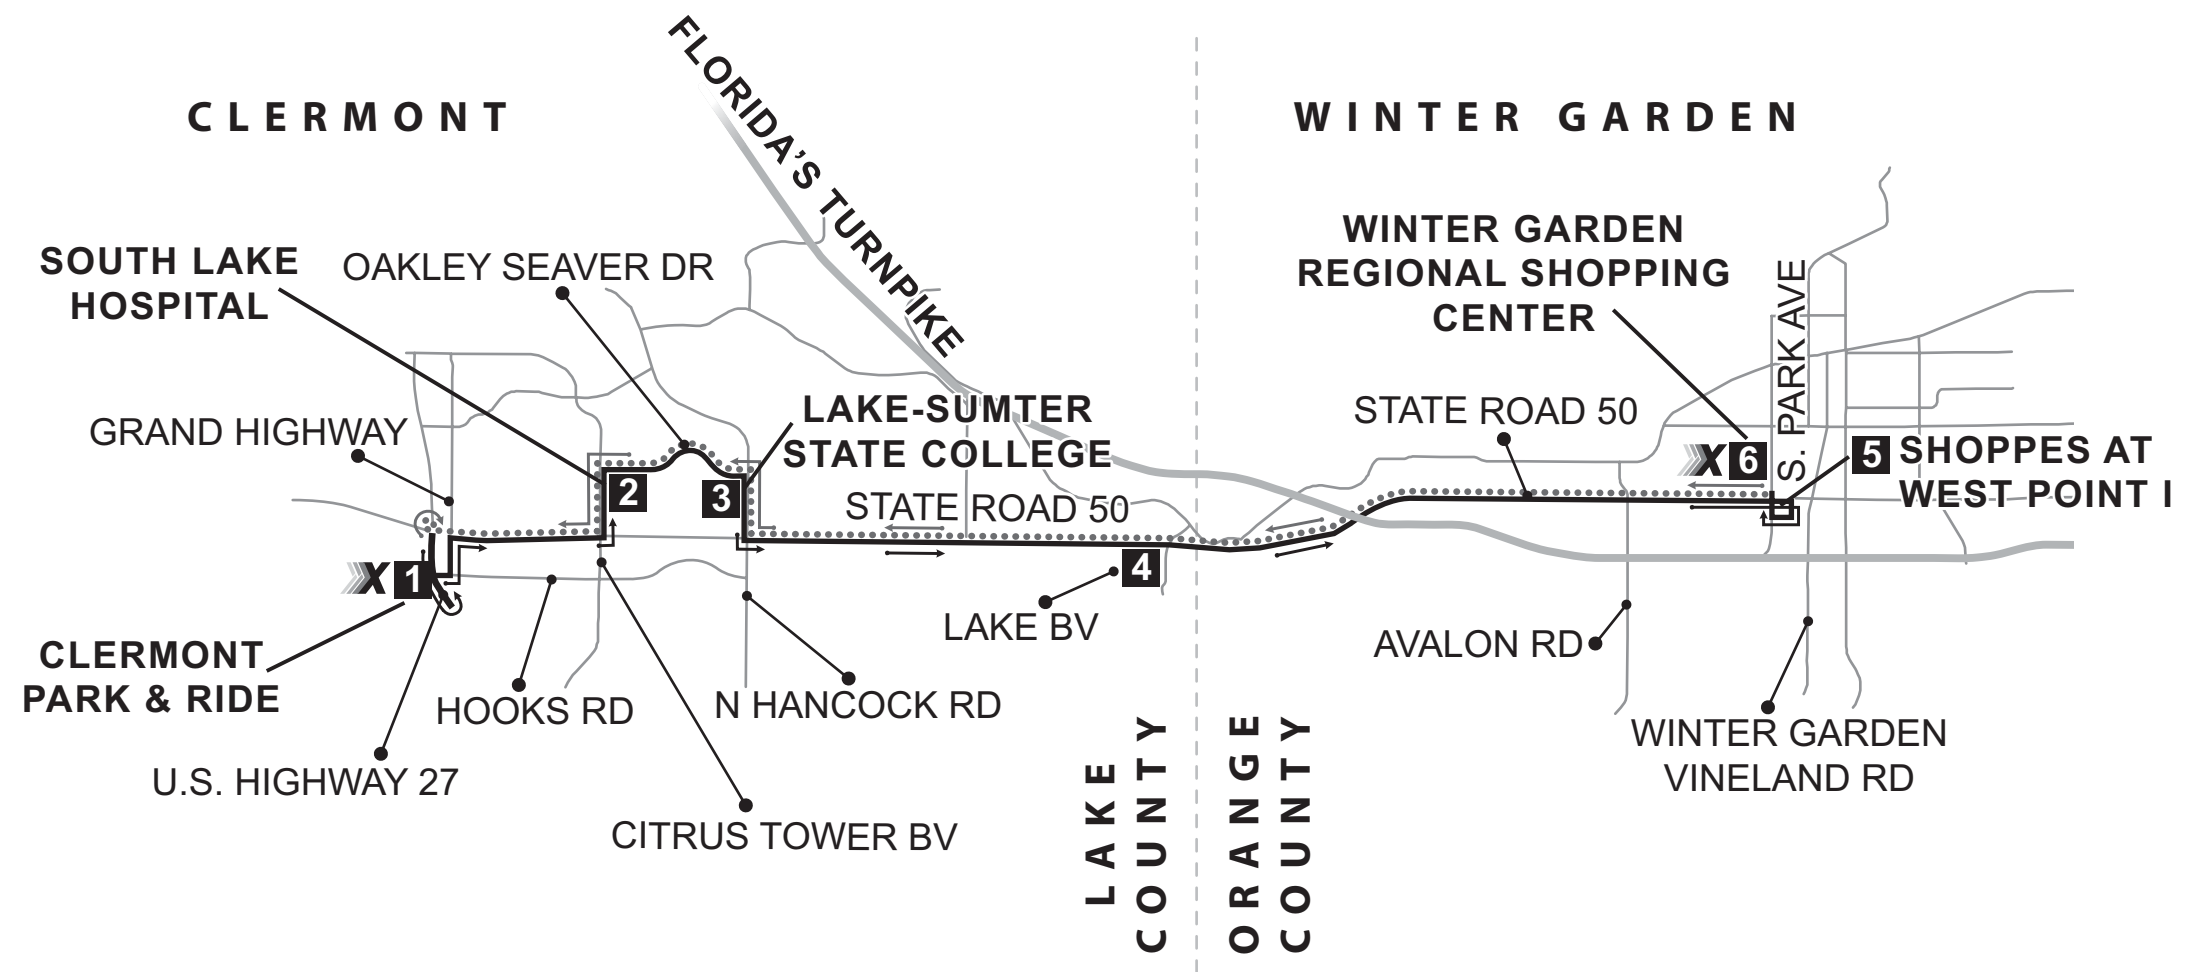 FLORIDA'S TURNPIKE
CLERMONT
WINTER GARDEN
SOUTH LAKE
HOSPITAL
OAKLEY SEAVER DR
WINTER GARDEN
REGIONAL SHOPPING
CENTER
S. PARK AVE
GRAND HIGHWAY
LAKE-SUMTER
STATE COLLEGE
STATE ROAD 50
X 6
5 SHOPPES AT
WEST POINT I
2
3
STATE ROAD 50
X 1
4
LAKE BV
AVALON RD
CLERMONT
PARK & RIDE
HOOKS RD
N HANCOCK RD
U.S. HIGHWAY 27
CITRUS TOWER BV
WINTER GARDEN
VINELAND RD
LAKE
COUNTY
ORANGE
COUNTY